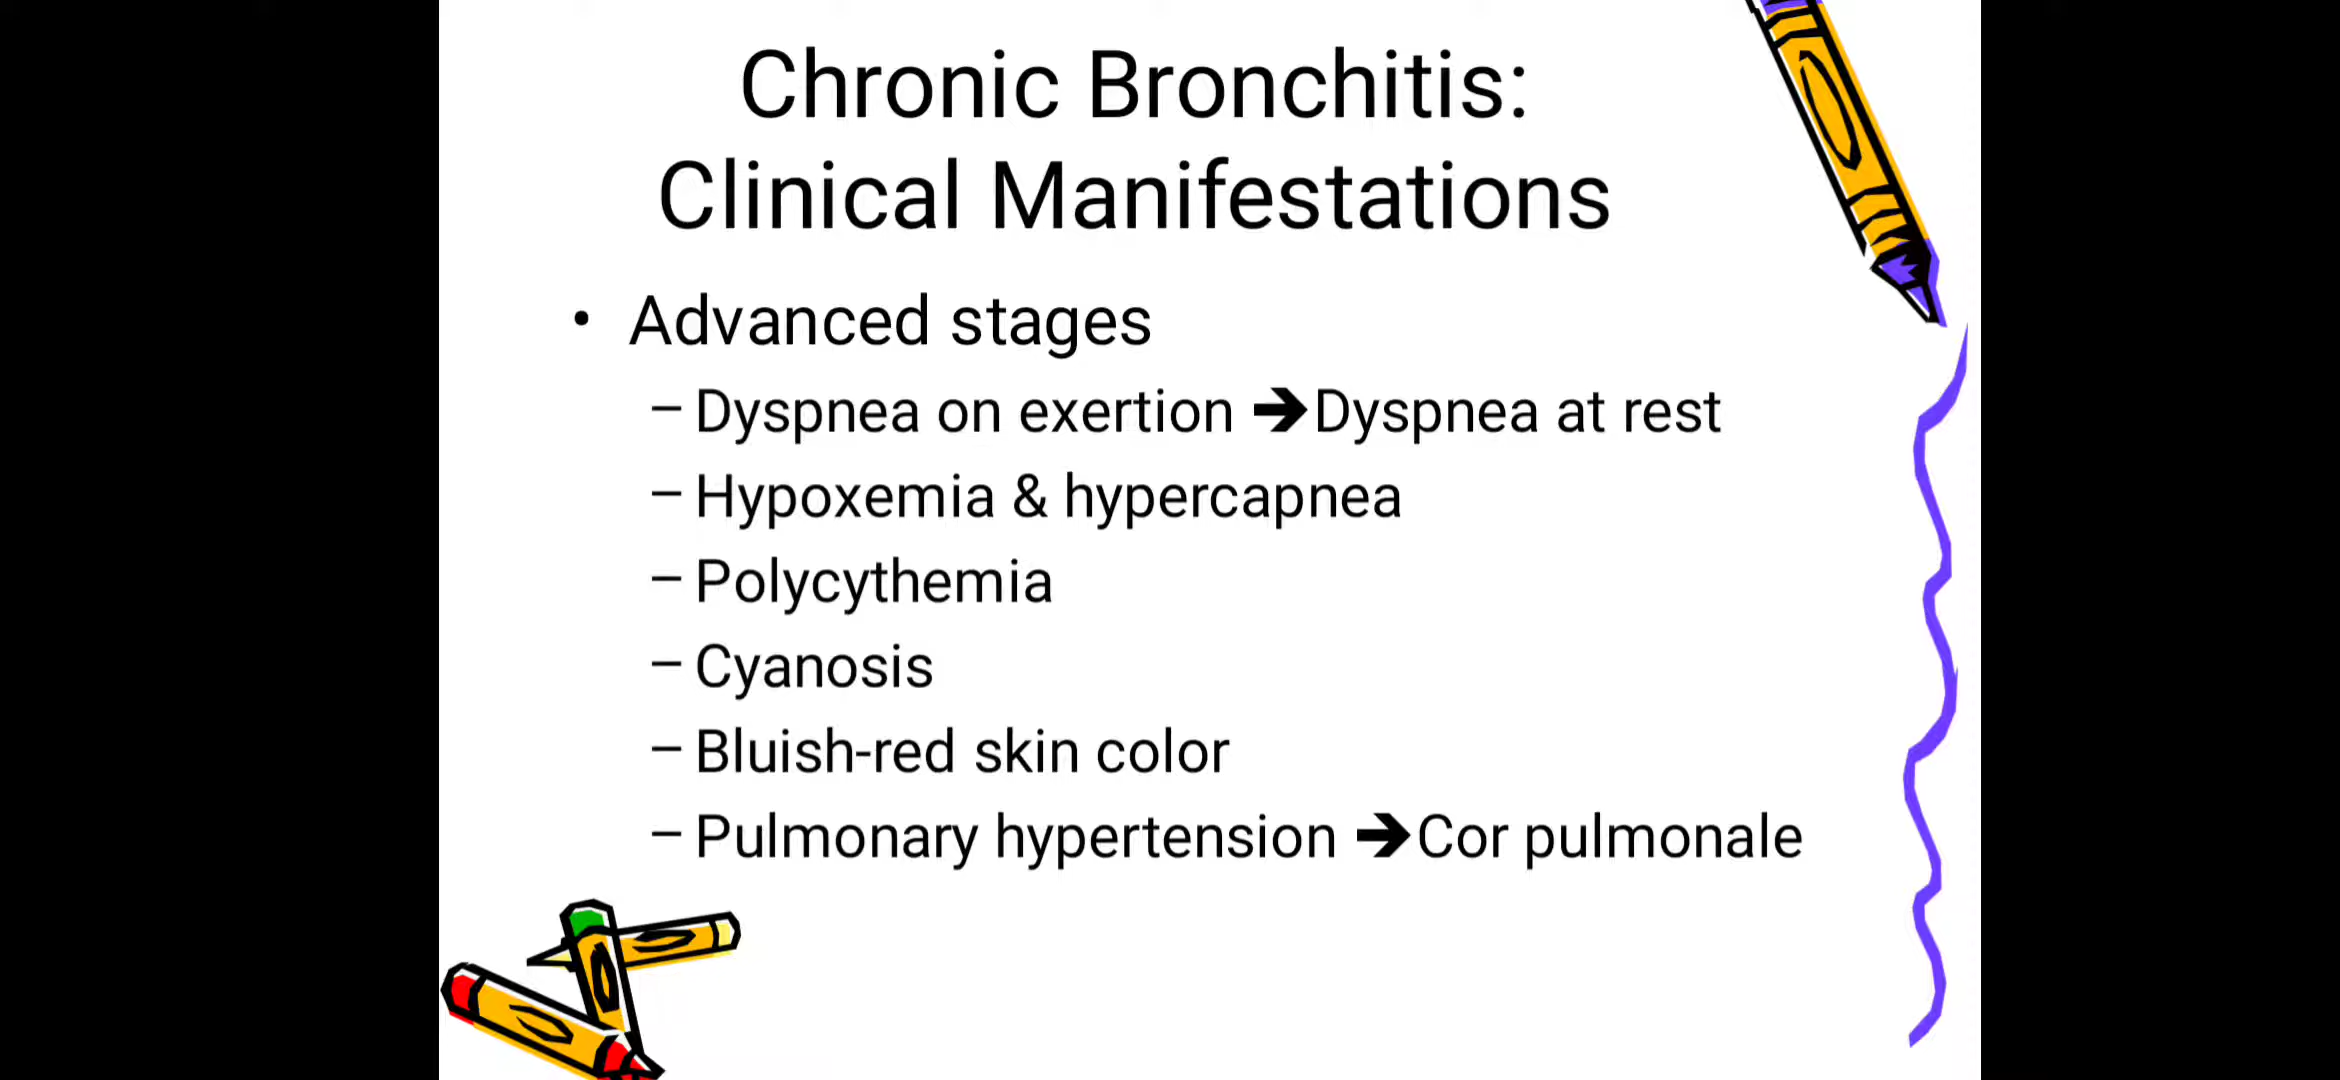 Chronic Bronchitis:
Clinical Manifestations
• Advanced stages
– Dyspnea on exertion ➔Dyspnea at rest
– Hypoxemia & hypercapnea
– Polycythemia
– Cyanosis
– Bluish-red skin color
– Pulmonary hypertension ➔Cor pulmonale